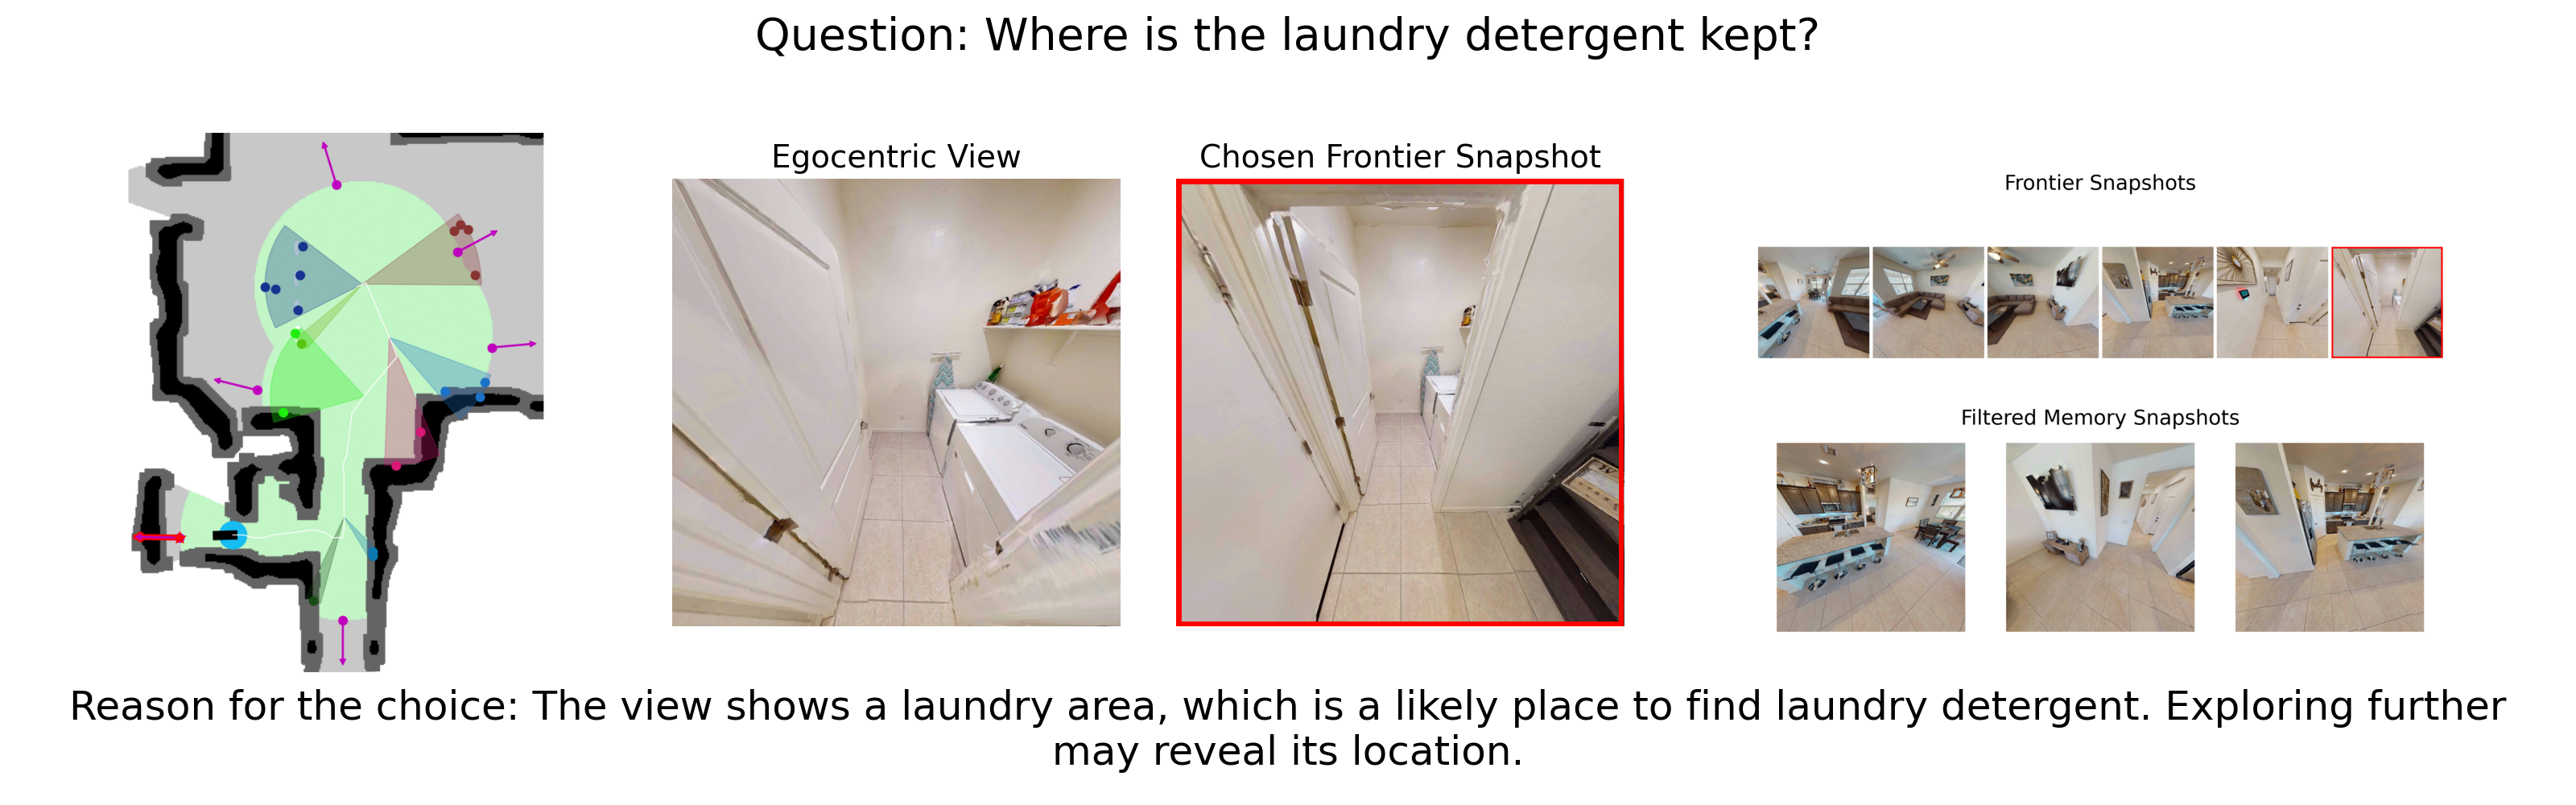 Question: Where is the laundry detergent kept?
Egocentric View
Chosen Frontier Snapshot
Frontier Snapshots
Filtered Memory Snapshots
Reason for the choice: The view shows a laundry area, which is a likely place to find laundry detergent. Exploring further
may reveal its location.